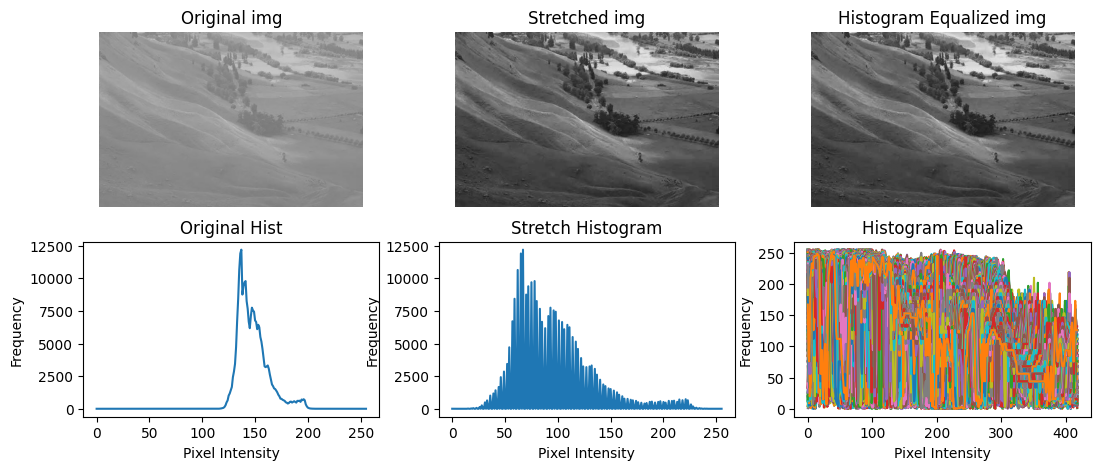 Original img
Stretched img
Histogram Equalized img
Original Hist
Stretch Histogram
Histogram Equalize
Frequency
12500
10000
7500
5000
2500
0
0 50 100 150 200 250
Pixel Intensity
Frequency
12500
10000
7500
5000
2500
0
0 50 100 150 200 250
Pixel Intensity
Frequency
250
200
150
100
50
0
0 100 200 300 400
Pixel Intensity